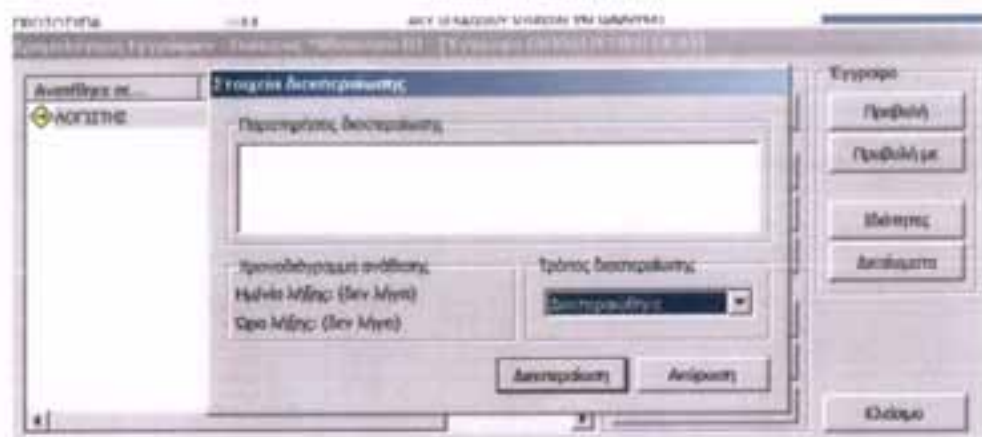 ΠΡΩΤΟΤΥΠΑ
Ανατέθηκε σε...
ΛΟΓΙΣΤΗΣ
Στοιχεία διεκπεραίωσης
Παρατηρήσεις διεκπεραίωσης
Χρονοδιάγραμμα ανάθεσης
Ημ/νία λήξης: (δεν λήγει)
Ώρα λήξης: (δεν λήγει)
Τρόπος διεκπεραίωσης
Διεκπεραιώθηκε
Διεκπεραίωση
Ακύρωση
Έγγραφο
Προβολή
Προβολή με
Ιδιότητες
Δικαιώματα
Κλείσιμο